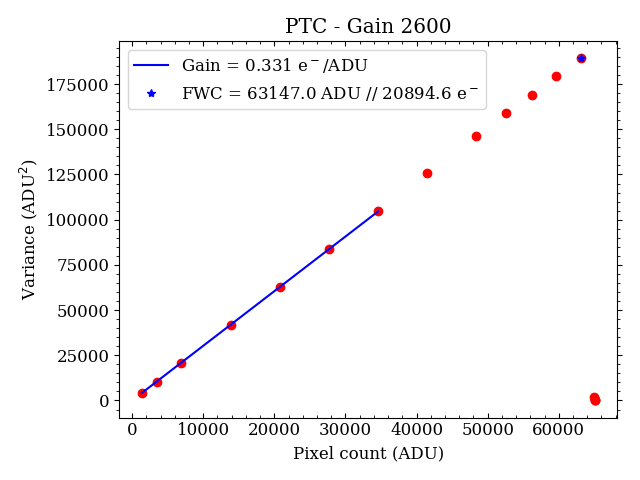 PTC - Gain 2600
Gain = 0.331 e⁻/ADU
FWC = 63147.0 ADU // 20894.6 e⁻
Variance (ADU²)
175000
150000
125000
100000
75000
50000
25000
0
0 10000 20000 30000 40000 50000 60000
Pixel count (ADU)